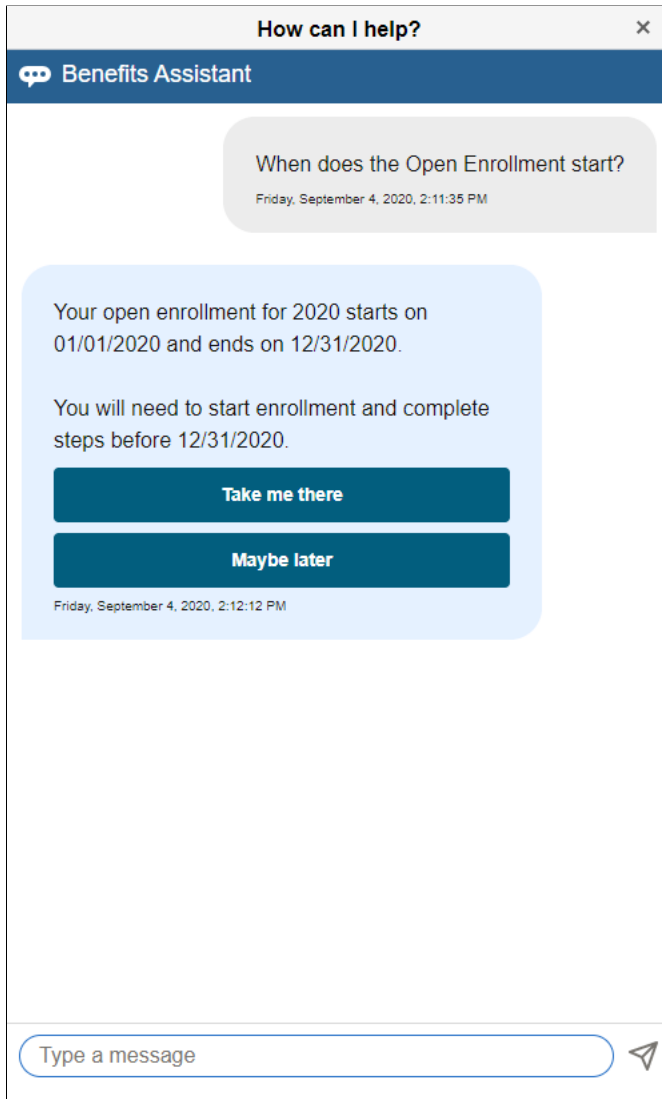 How can I help?
Benefits Assistant
When does the Open Enrollment start?
Friday, September 4, 2020, 2:11:35 PM
Your open enrollment for 2020 starts on
01/01/2020 and ends on 12/31/2020.
You will need to start enrollment and complete
steps before 12/31/2020.
Take me there
Maybe later
Friday, September 4, 2020, 2:12:12 PM
Type a message